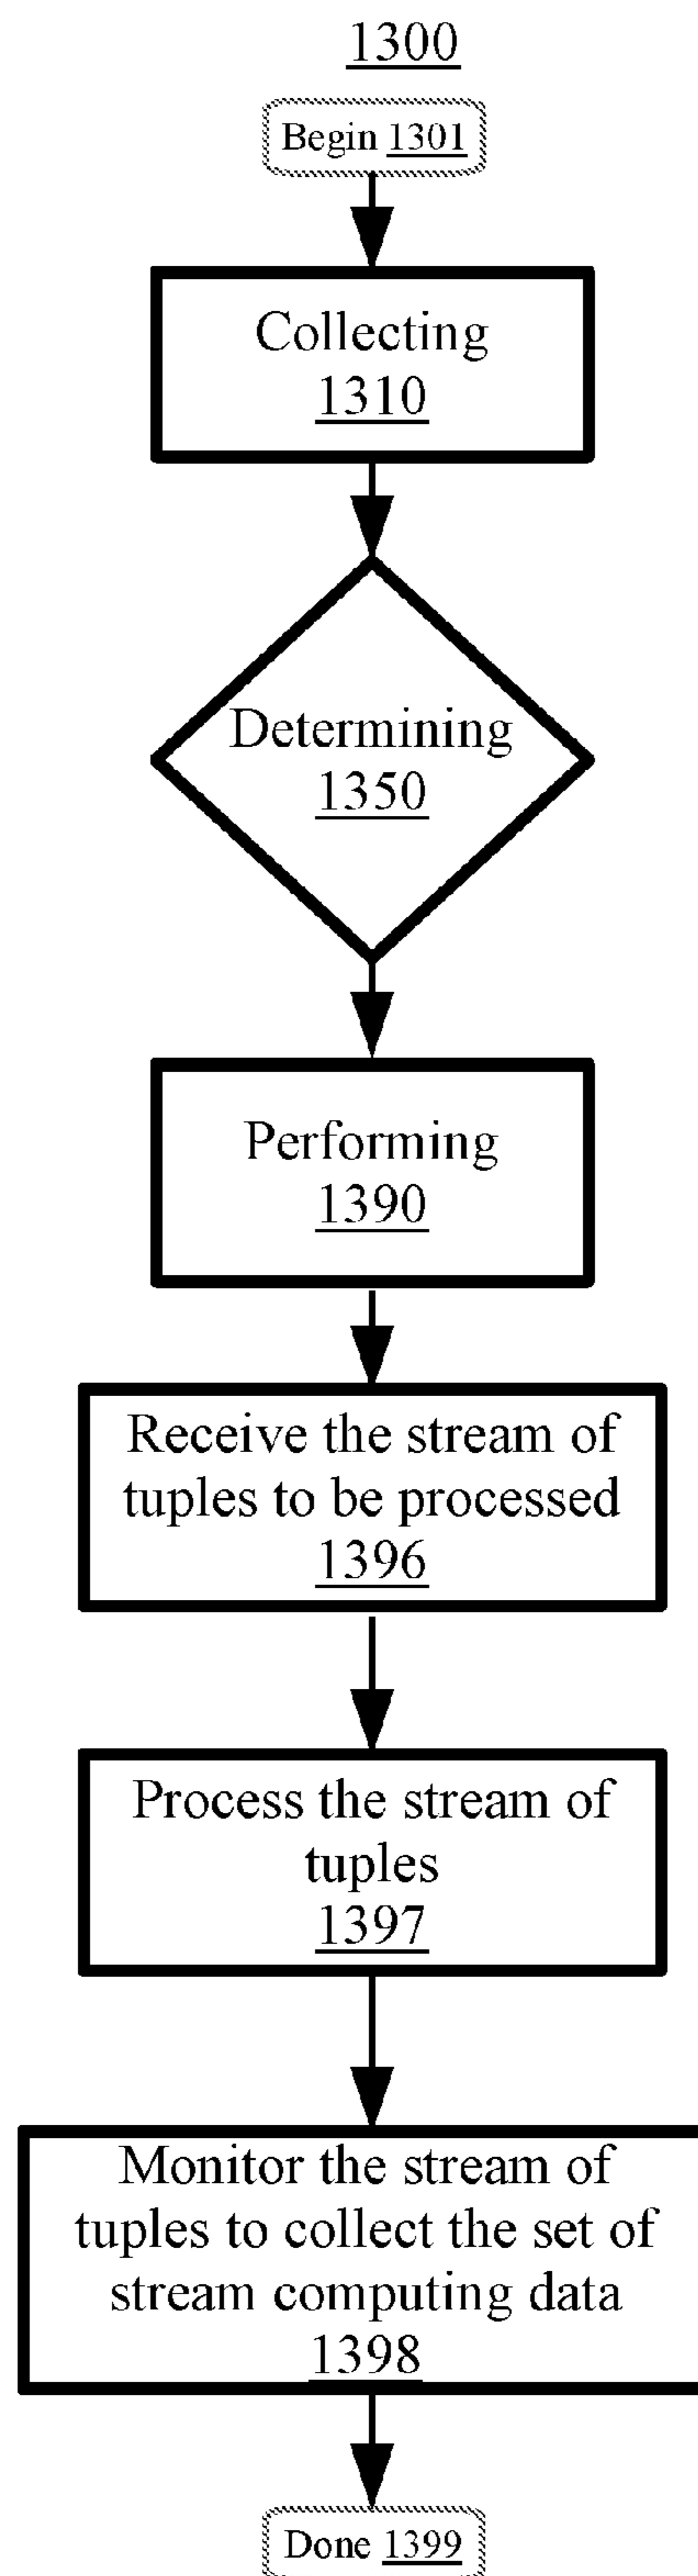 1300
Begin 1301
Collecting
1310
Determining
1350
Performing
1390
Receive the stream of
tuples to be processed
1396
Process the stream of
tuples
1397
Monitor the stream of
tuples to collect the set of
stream computing data
1398
Done 1399